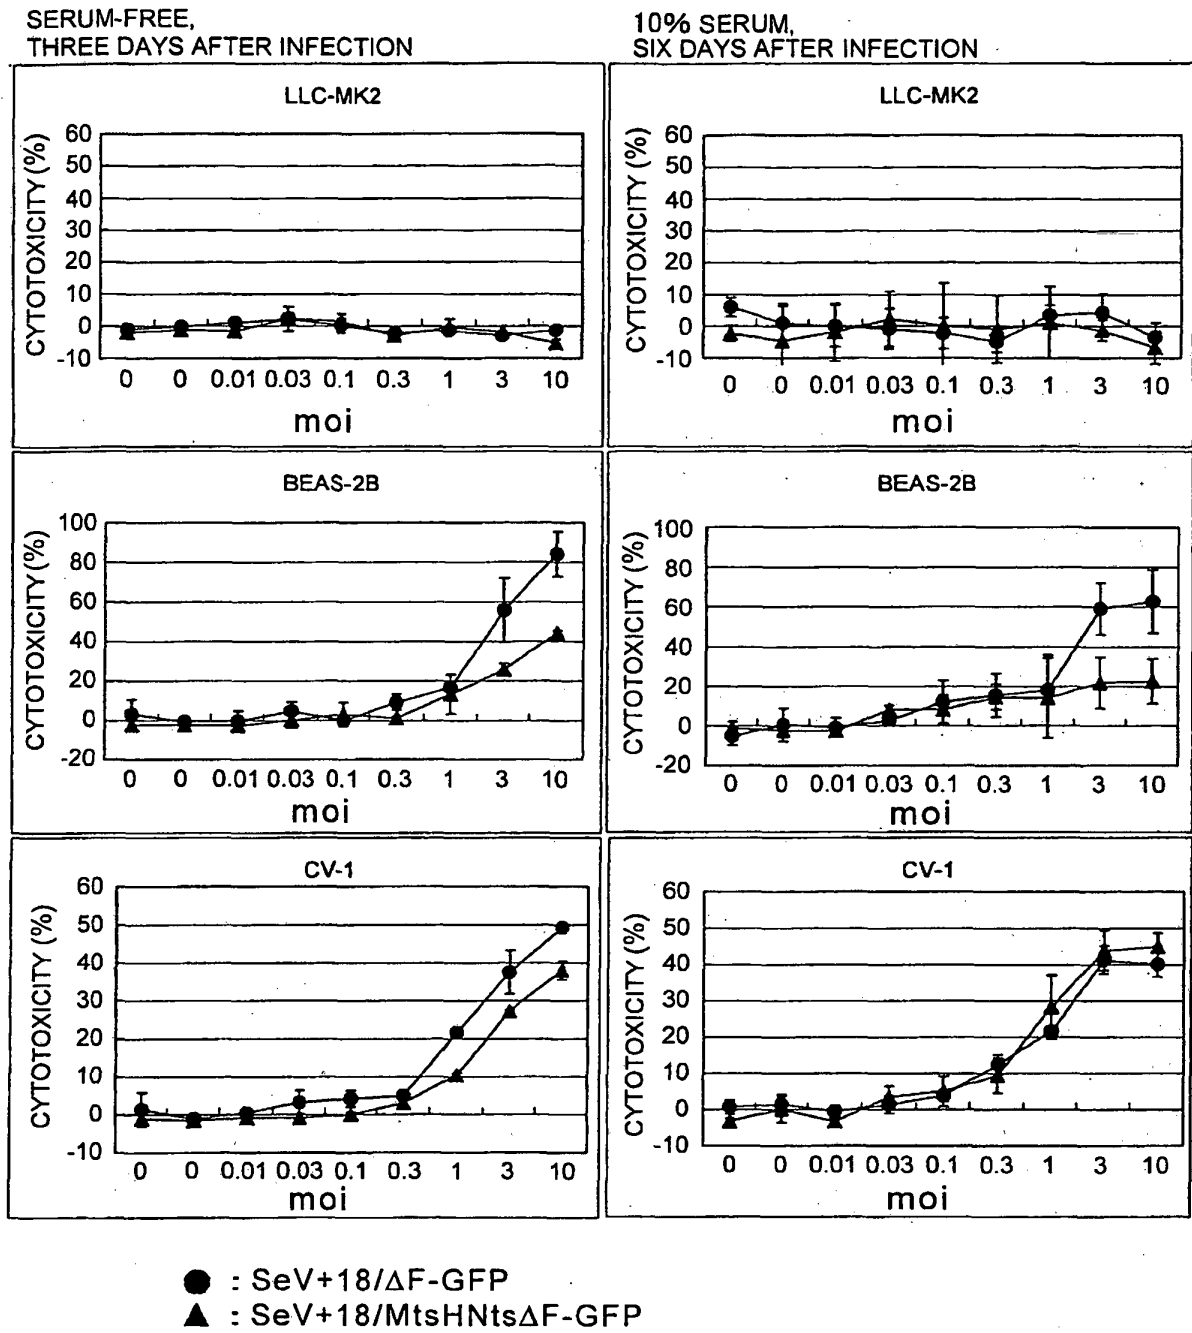 SERUM-FREE,
THREE DAYS AFTER INFECTION
10% SERUM,
SIX DAYS AFTER INFECTION
LLC-MK2
CYTOTOXICITY (%)
60
50
40
30
20
10
0
-10
0 0 0.01 0.03 0.1 0.3 1 3 10
moi
LLC-MK2
CYTOTOXICITY (%)
60
50
40
30
20
10
0
-10
0 0 0.01 0.03 0.1 0.3 1 3 10
moi
BEAS-2B
CYTOTOXICITY (%)
100
80
60
40
20
0
-20
0 0 0.01 0.03 0.1 0.3 1 3 10
moi
BEAS-2B
CYTOTOXICITY (%)
100
80
60
40
20
0
-20
0 0 0.01 0.03 0.1 0.3 1 3 10
moi
CV-1
CYTOTOXICITY (%)
60
50
40
30
20
10
0
-10
0 0 0.01 0.03 0.1 0.3 1 3 10
moi
CV-1
CYTOTOXICITY (%)
60
50
40
30
20
10
0
-10
0 0 0.01 0.03 0.1 0.3 1 3 10
moi
● : SeV+18/ΔF-GFP
▲ : SeV+18/MtsHNtsΔF-GFP